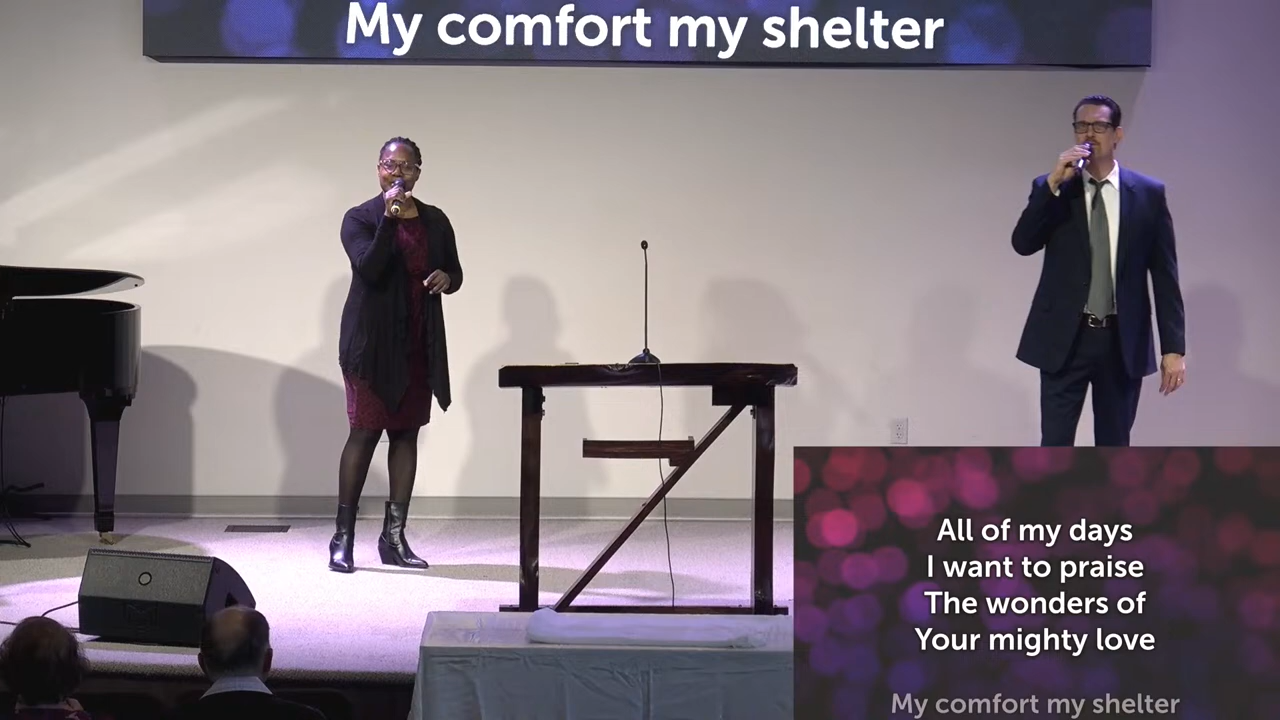 My comfort my shelter
All of my days
I want to praise
The wonders of
Your mighty love
My comfort my shelter